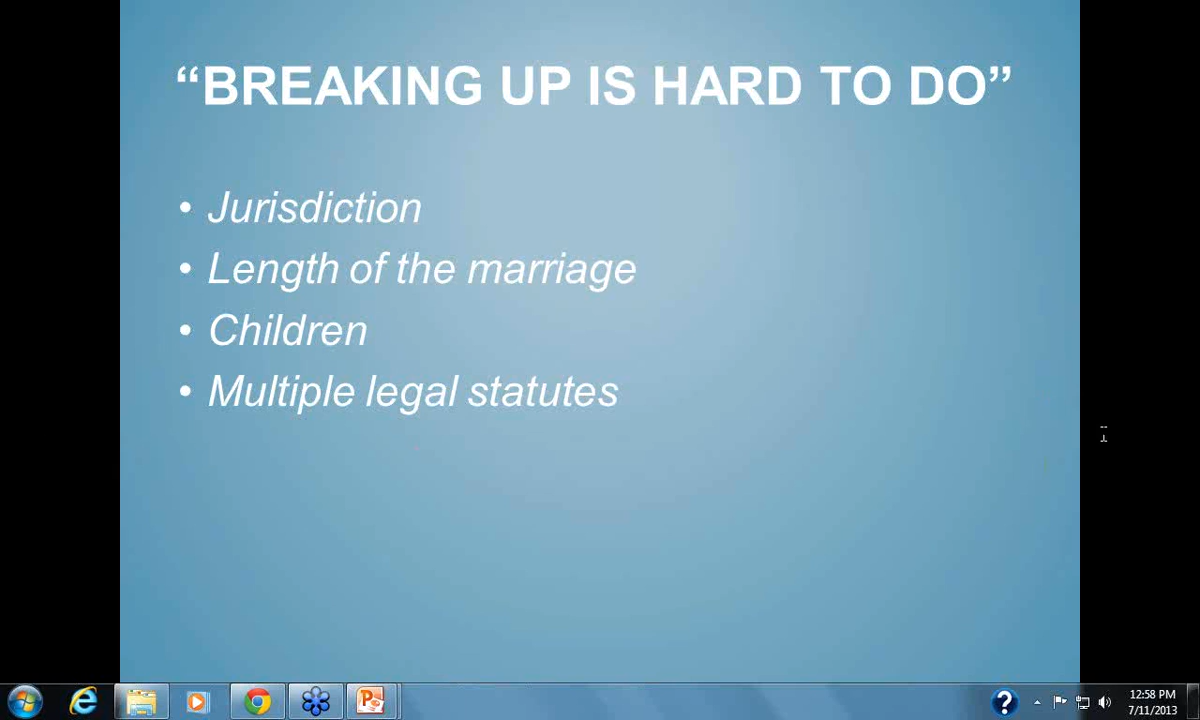 “BREAKING UP IS HARD TO DO”
• Jurisdiction
• Length of the marriage
• Children
• Multiple legal statutes
12:58 PM
7/11/2013